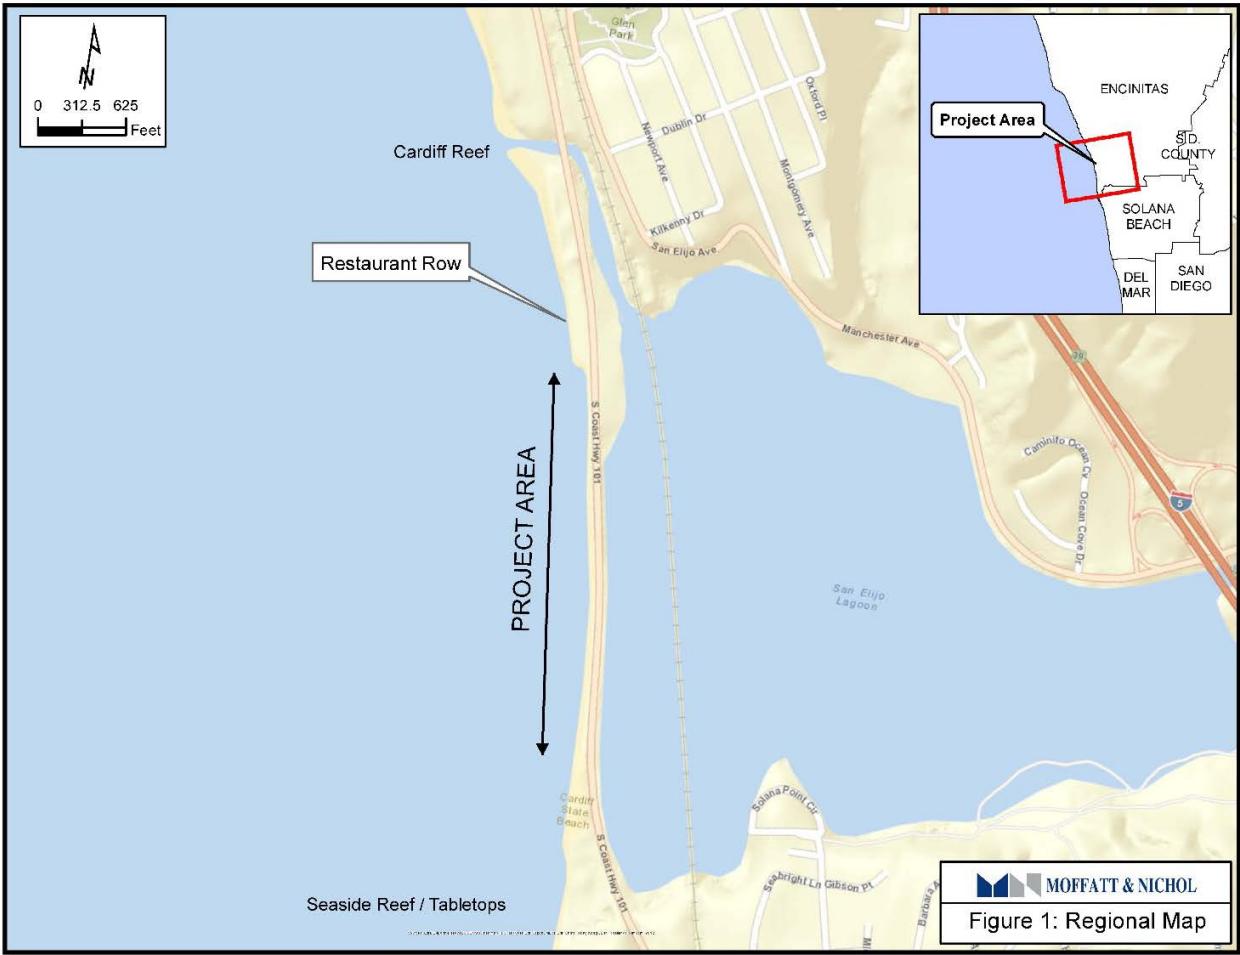 N
0 312.5 625
Feet
Glen
Park
Oxford Pl
Dublin Dr
Newport Ave
Montgomery Ave
Cardiff Reef
Kilkenny Dr
San Elijo Ave
Restaurant Row
Manchester Ave
ENCINITAS
Project Area
S.D.
COUNTY
SOLANA
BEACH
DEL
MAR
SAN
DIEGO
S Coast Hwy 101
PROJECT AREA
Caminito Ocean Cv
Ocean Cove Dr
5
San Elijo
Lagoon
Cardiff
State
Beach
Solana Point Cir
S Coast Hwy 101
Seabright Ln
Gibson Pt
Barbara A
Mi
Seaside Reef / Tabletops
MOFFATT & NICHOL
Figure 1: Regional Map